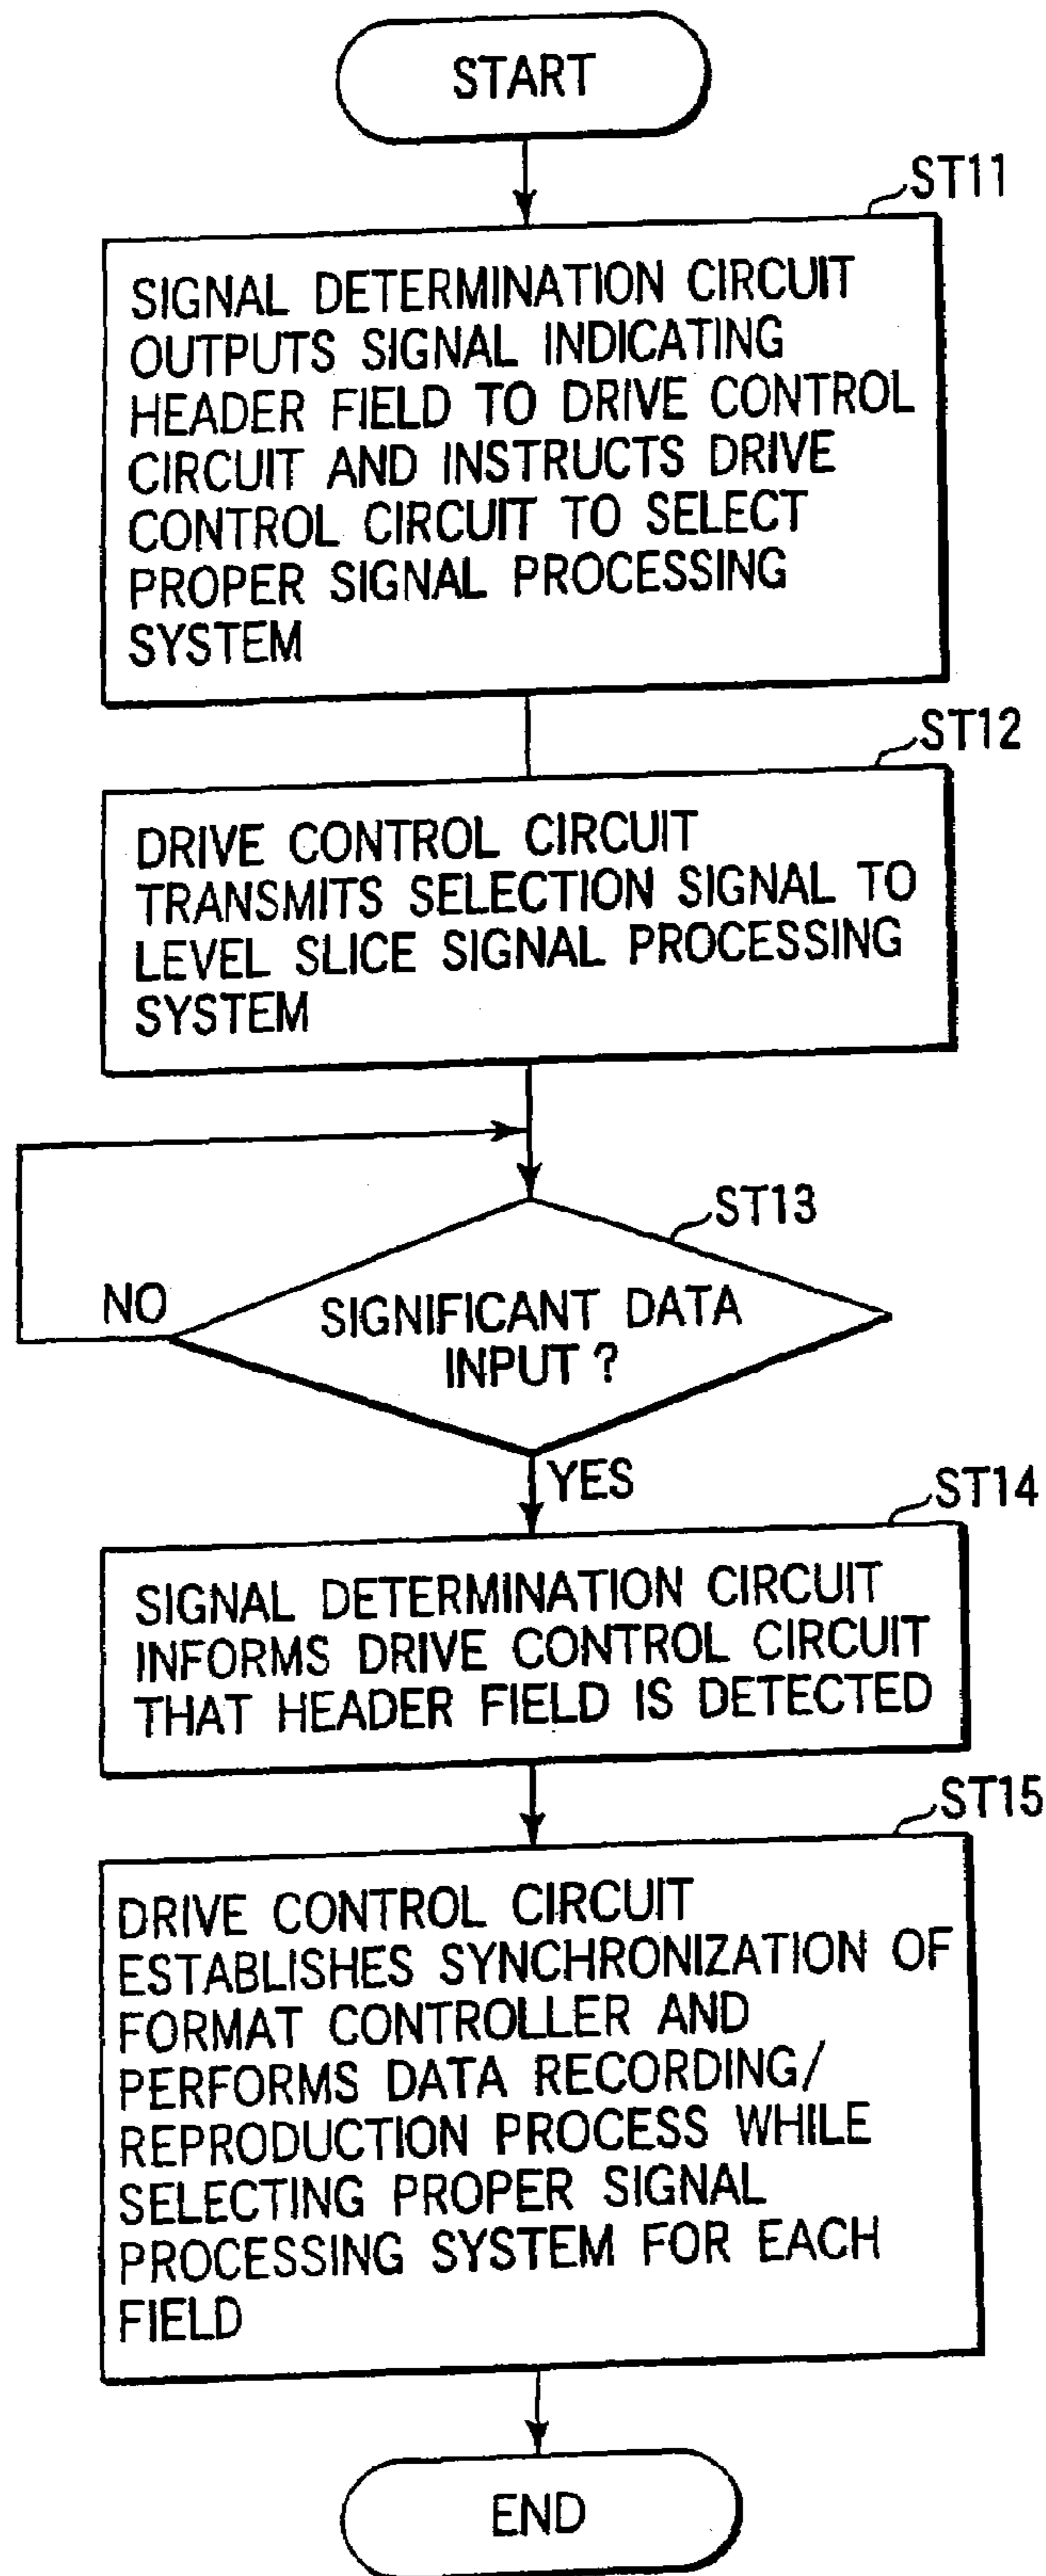 START
ST11
SIGNAL DETERMINATION CIRCUIT
OUTPUTS SIGNAL INDICATING
HEADER FIELD TO DRIVE CONTROL
CIRCUIT AND INSTRUCTS DRIVE
CONTROL CIRCUIT TO SELECT
PROPER SIGNAL PROCESSING
SYSTEM
ST12
DRIVE CONTROL CIRCUIT
TRANSMITS SELECTION SIGNAL TO
LEVEL SLICE SIGNAL PROCESSING
SYSTEM
ST13
NO
SIGNIFICANT DATA
INPUT ?
YES
ST14
SIGNAL DETERMINATION CIRCUIT
INFORMS DRIVE CONTROL CIRCUIT
THAT HEADER FIELD IS DETECTED
ST15
DRIVE CONTROL CIRCUIT
ESTABLISHES SYNCHRONIZATION OF
FORMAT CONTROLLER AND
PERFORMS DATA RECORDING/
REPRODUCTION PROCESS WHILE
SELECTING PROPER SIGNAL
PROCESSING SYSTEM FOR EACH
FIELD
END